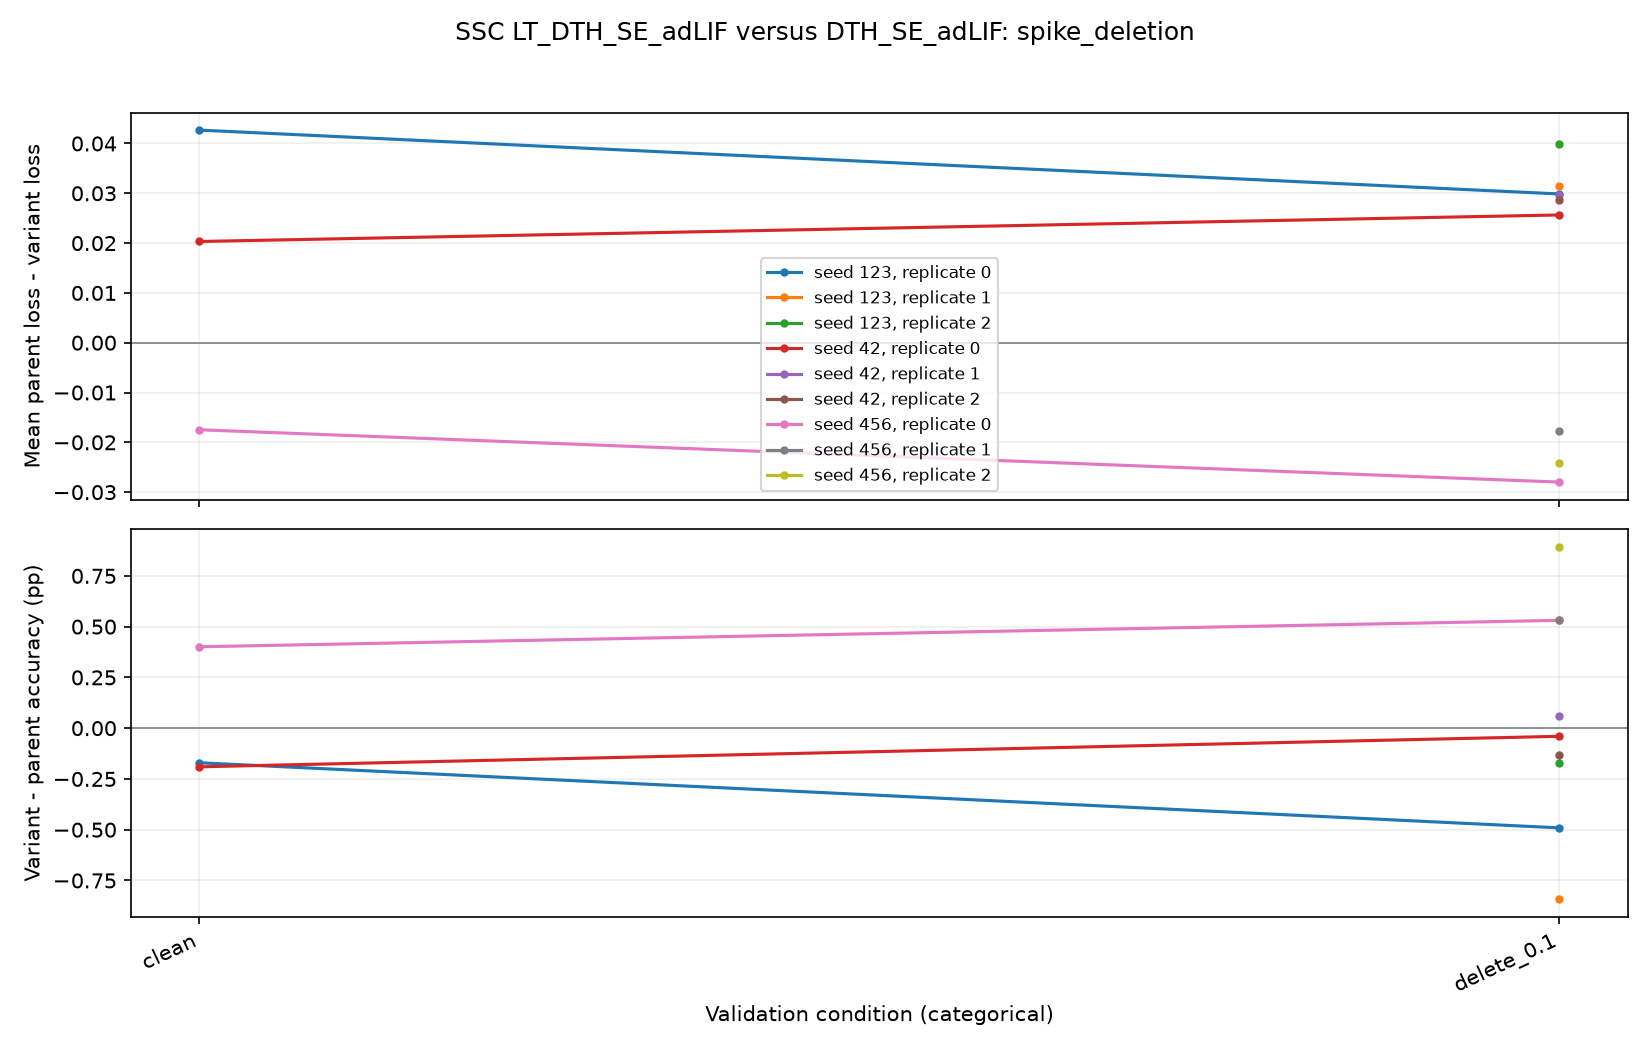 SSC LT_DTH_SE_adLIF versus DTH_SE_adLIF: spike_deletion
Mean parent loss - variant loss
0.04
0.03
0.02
0.01
0.00
−0.01
−0.02
−0.03
seed 123, replicate 0
seed 123, replicate 1
seed 123, replicate 2
seed 42, replicate 0
seed 42, replicate 1
seed 42, replicate 2
seed 456, replicate 0
seed 456, replicate 1
seed 456, replicate 2
Variant - parent accuracy (pp)
0.75
0.50
0.25
0.00
−0.25
−0.50
−0.75
clean
delete_0.1
Validation condition (categorical)